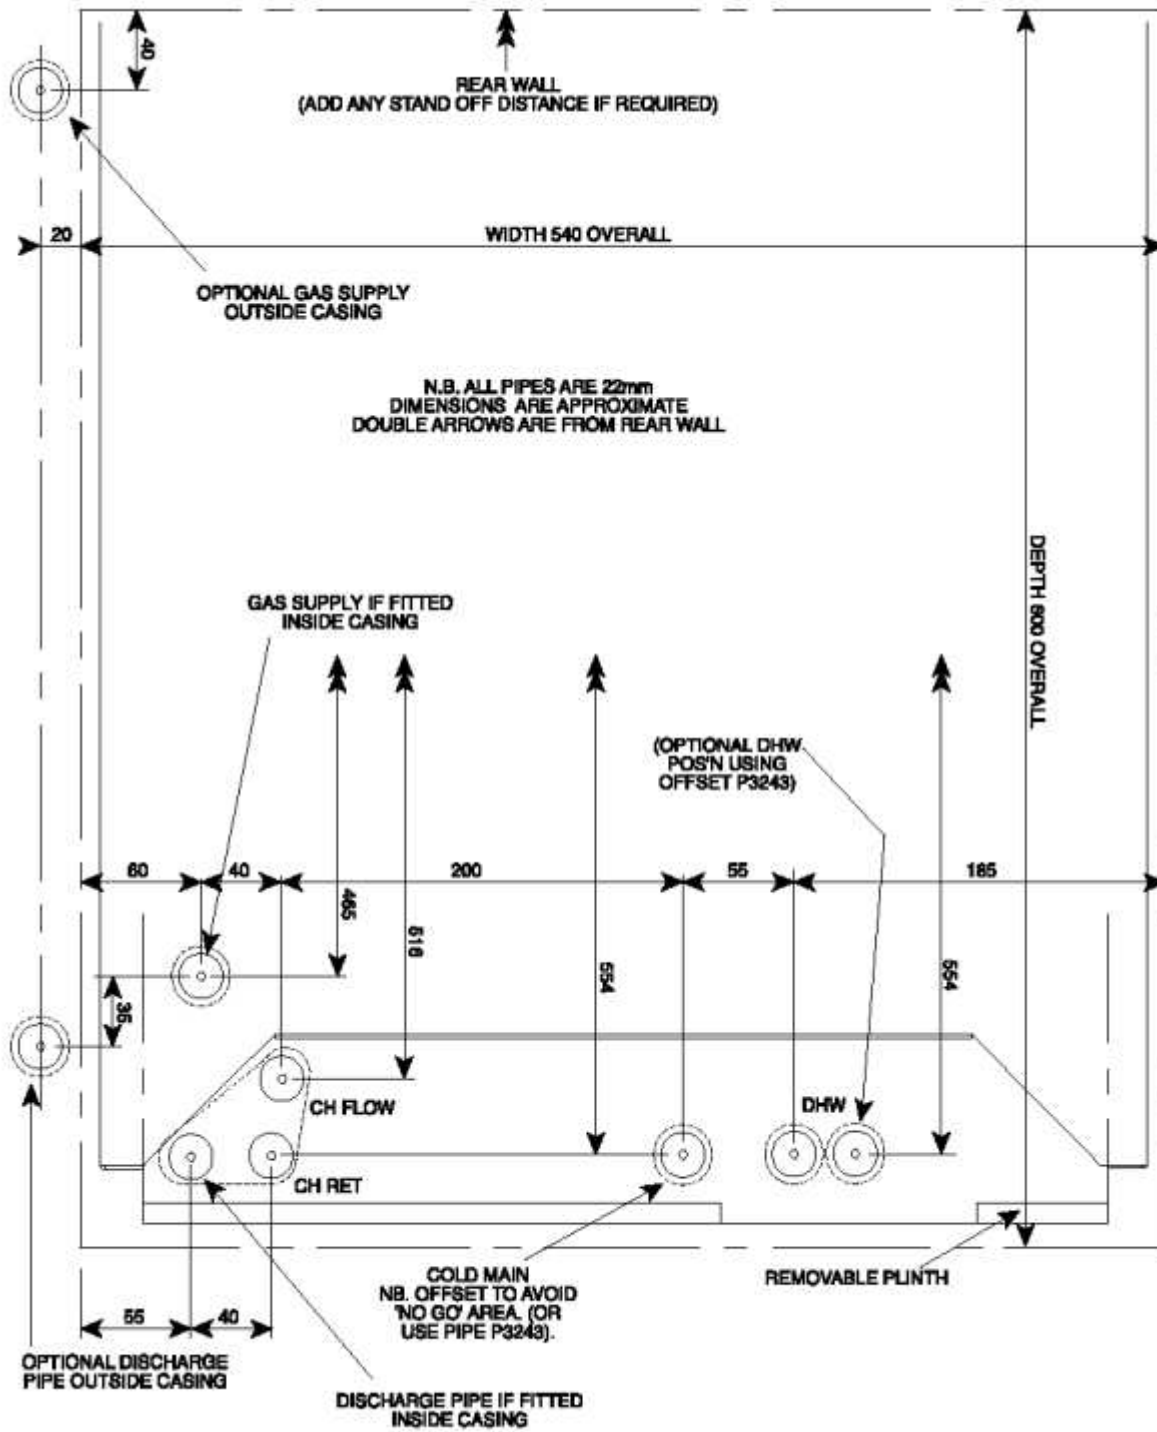 40
REAR WALL
(ADD ANY STAND OFF DISTANCE IF REQUIRED)
20
WIDTH 540 OVERALL
OPTIONAL GAS SUPPLY
OUTSIDE CASING
N.B. ALL PIPES ARE 22mm
DIMENSIONS ARE APPROXIMATE
DOUBLE ARROWS ARE FROM REAR WALL
DEPTH 600 OVERALL
GAS SUPPLY IF FITTED
INSIDE CASING
(OPTIONAL DHW
POS'N USING
OFFSET P3243)
60
40
200
55
185
465
516
554
554
35
CH FLOW
DHW
CH RET
COLD MAIN
NB. OFFSET TO AVOID
'NO GO' AREA. (OR
USE PIPE P3243).
REMOVABLE PLINTH
55
40
OPTIONAL DISCHARGE
PIPE OUTSIDE CASING
DISCHARGE PIPE IF FITTED
INSIDE CASING